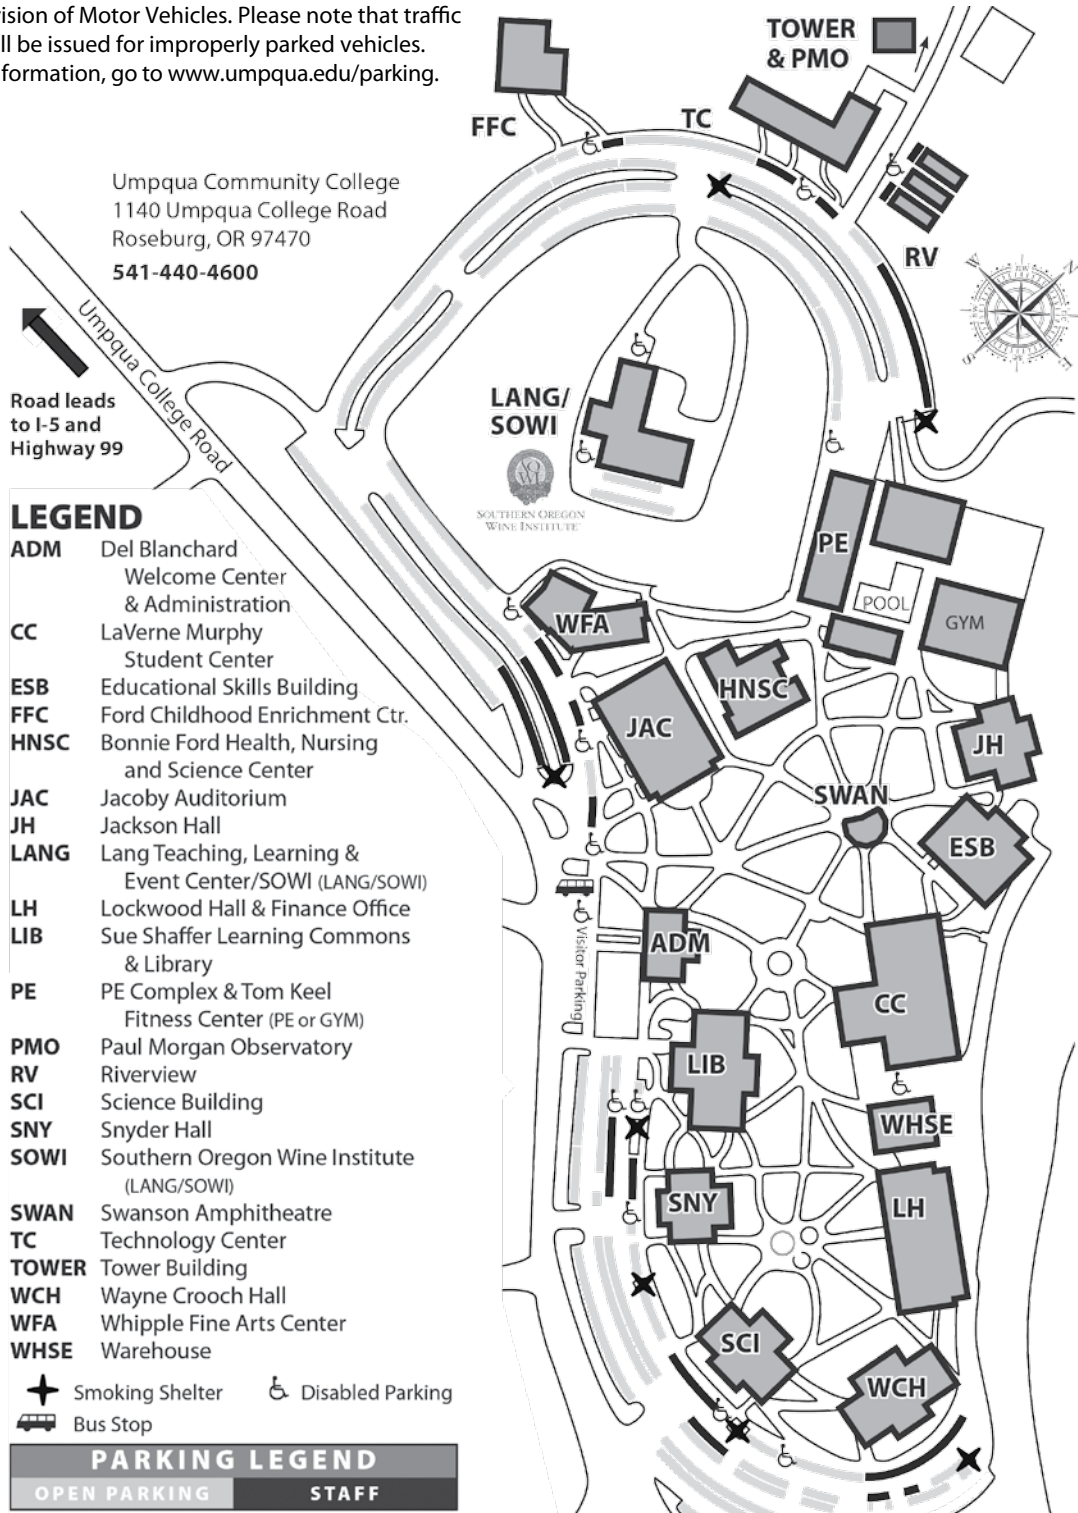 ision of Motor Vehicles. Please note that traffic
ll be issued for improperly parked vehicles.
formation, go to www.umpqua.edu/parking.
TOWER
& PMO
FFC
TC
Umpqua Community College
1140 Umpqua College Road
Roseburg, OR 97470
541-440-4600
RV
N
E
S
W
Umpqua College Road
Road leads
to I-5 and
Highway 99
LANG/
SOWI
SOUTHERN OREGON
WINE INSTITUTE
PE
POOL
GYM
WFA
HNSC
JAC
JH
SWAN
ESB
ADM
Visitor Parking
CC
LIB
WHSE
SNY
LH
SCI
WCH
LEGEND
ADM Del Blanchard
Welcome Center
& Administration
CC LaVerne Murphy
Student Center
ESB Educational Skills Building
FFC Ford Childhood Enrichment Ctr.
HNSC Bonnie Ford Health, Nursing
and Science Center
JAC Jacoby Auditorium
JH Jackson Hall
LANG Lang Teaching, Learning &
Event Center/SOWI (LANG/SOWI)
LH Lockwood Hall & Finance Office
LIB Sue Shaffer Learning Commons
& Library
PE PE Complex & Tom Keel
Fitness Center (PE or GYM)
PMO Paul Morgan Observatory
RV Riverview
SCI Science Building
SNY Snyder Hall
SOWI Southern Oregon Wine Institute
(LANG/SOWI)
SWAN Swanson Amphitheatre
TC Technology Center
TOWER Tower Building
WCH Wayne Crooch Hall
WFA Whipple Fine Arts Center
WHSE Warehouse
Smoking Shelter Disabled Parking
Bus Stop
PARKING LEGEND
OPEN PARKING STAFF